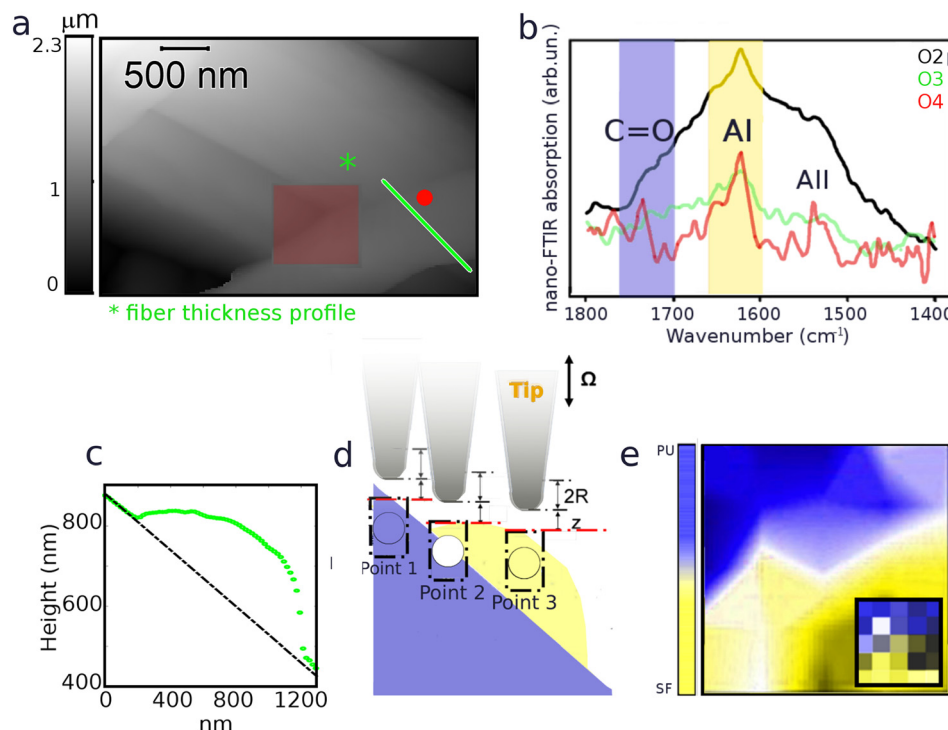 a
μm
2.3
1
0
500 nm
*
* fiber thickness profile
b
nano-FTIR absorption (arb.un.)
C=O
AI
AII
O2
O3
O4
1800
1700
1600
1500
1400
Wavenumber (cm-1)
c
Height (nm)
800
600
400
0
400
800
1200
nm
d
Tip
Ω
2R
z
Point 1
Point 2
Point 3
e
PU
SF